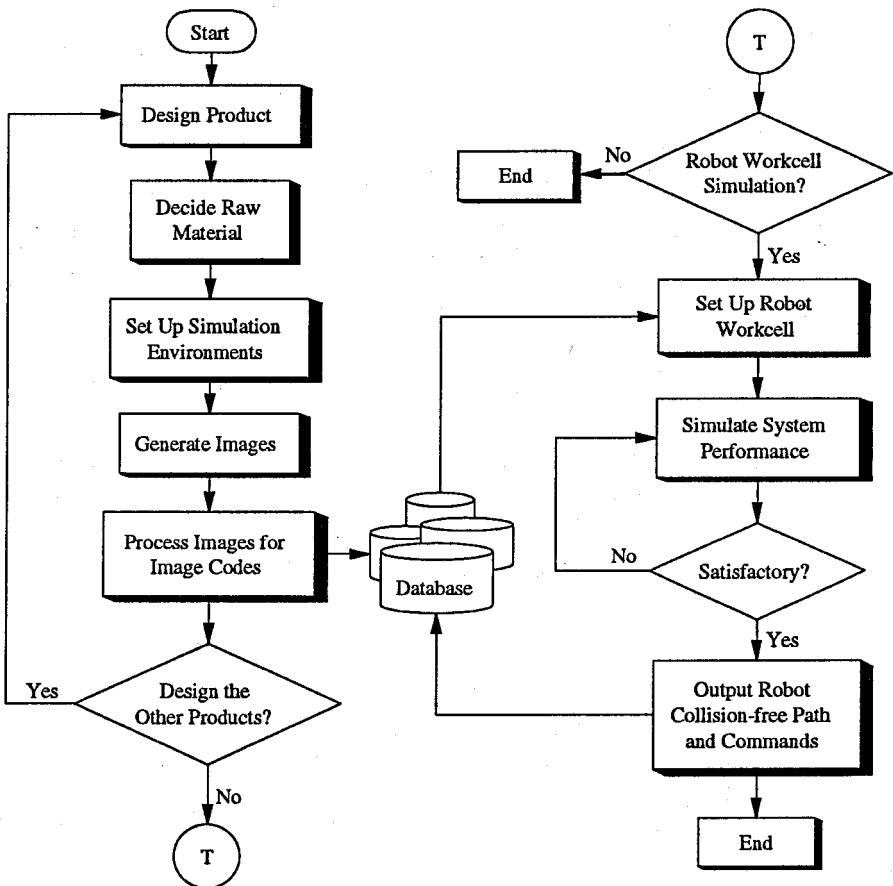 Start
Design Product
Decide Raw
Material
Set Up Simulation
Environments
Generate Images
Process Images for
Image Codes
Database
Yes
Design the
Other Products?
No
T
T
Robot Workcell
Simulation?
No
End
Yes
Set Up Robot
Workcell
Simulate System
Performance
No
Satisfactory?
Yes
Output Robot
Collision-free Path
and Commands
End